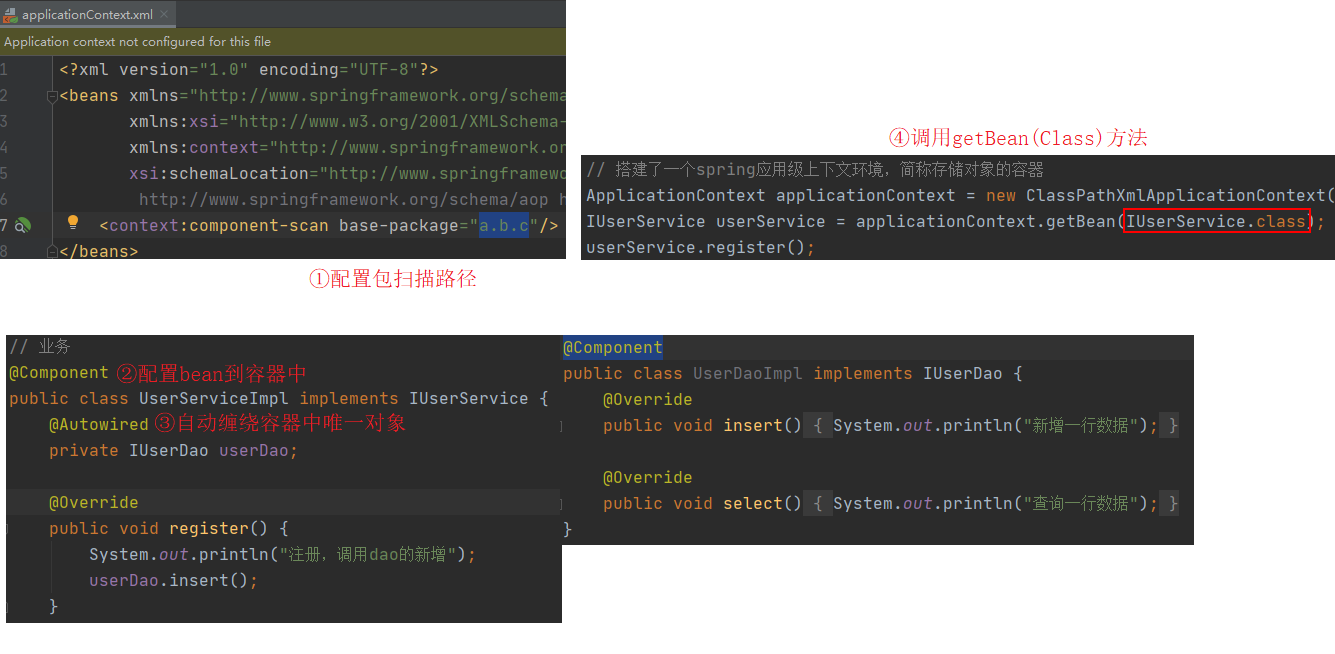 applicationContext.xml
Application context not configured for this file
1 <?xml version="1.0" encoding="UTF-8"?>
2 <beans xmlns="http://www.springframework.org/schema
3 xmlns:xsi="http://www.w3.org/2001/XMLSchema-
4 xmlns:context="http://www.springframework.or
5 xsi:schemaLocation="http://www.springframewo
6 http://www.springframework.org/schema/aop h
7 <context:component-scan base-package="a.b.c"/>
8 </beans>
①配置包扫描路径
④调用getBean(Class)方法
// 搭建了一个spring应用级上下文环境，简称存储对象的容器
ApplicationContext applicationContext = new ClassPathXmlApplicationContext(
IUserService userService = applicationContext.getBean(IUserService.class);
userService.register();
// 业务
@Component ②配置bean到容器中
public class UserServiceImpl implements IUserService {
@Autowired ③自动缠绕容器中唯一对象
private IUserDao userDao;
@Override
public void register() {
System.out.println("注册，调用dao的新增");
userDao.insert();
}
@Component
public class UserDaoImpl implements IUserDao {
@Override
public void insert() { System.out.println("新增一行数据"); }
@Override
public void select() { System.out.println("查询一行数据"); }
}